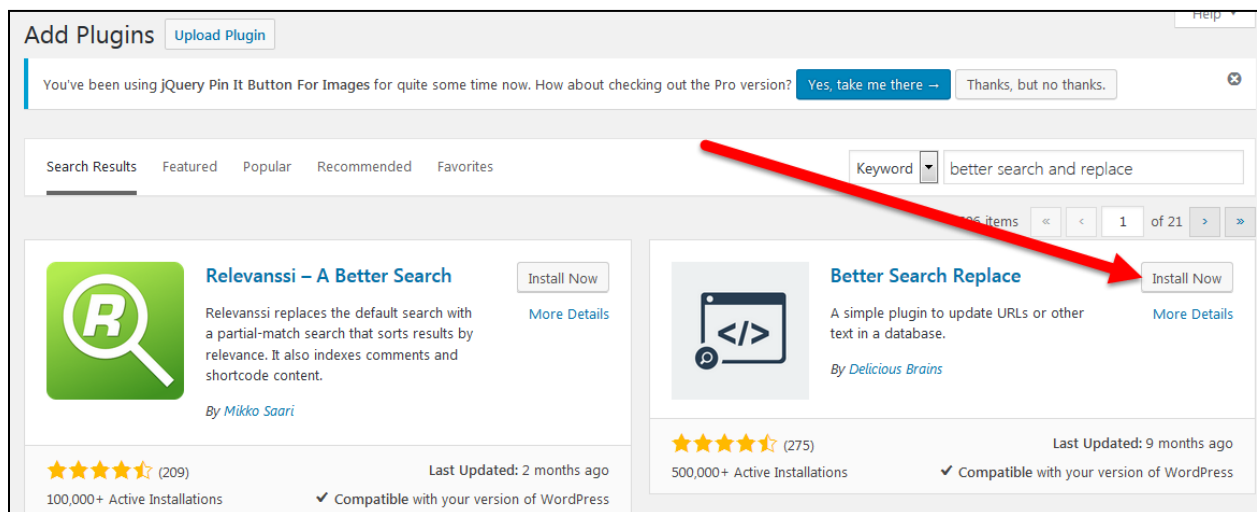 Add Plugins Upload Plugin Help
You've been using jQuery Pin It Button For Images for quite some time now. How about checking out the Pro version? Yes, take me there → Thanks, but no thanks.
Search Results Featured Popular Recommended Favorites Keyword better search and replace
items « ‹ 1 of 21 › »
Relevanssi – A Better Search Install Now
Relevanssi replaces the default search with More Details
a partial-match search that sorts results by
relevance. It also indexes comments and
shortcode content.
By Mikko Saari
(209) Last Updated: 2 months ago
100,000+ Active Installations ✔ Compatible with your version of WordPress
Better Search Replace Install Now
A simple plugin to update URLs or other More Details
text in a database.
By Delicious Brains
(275) Last Updated: 9 months ago
500,000+ Active Installations ✔ Compatible with your version of WordPress